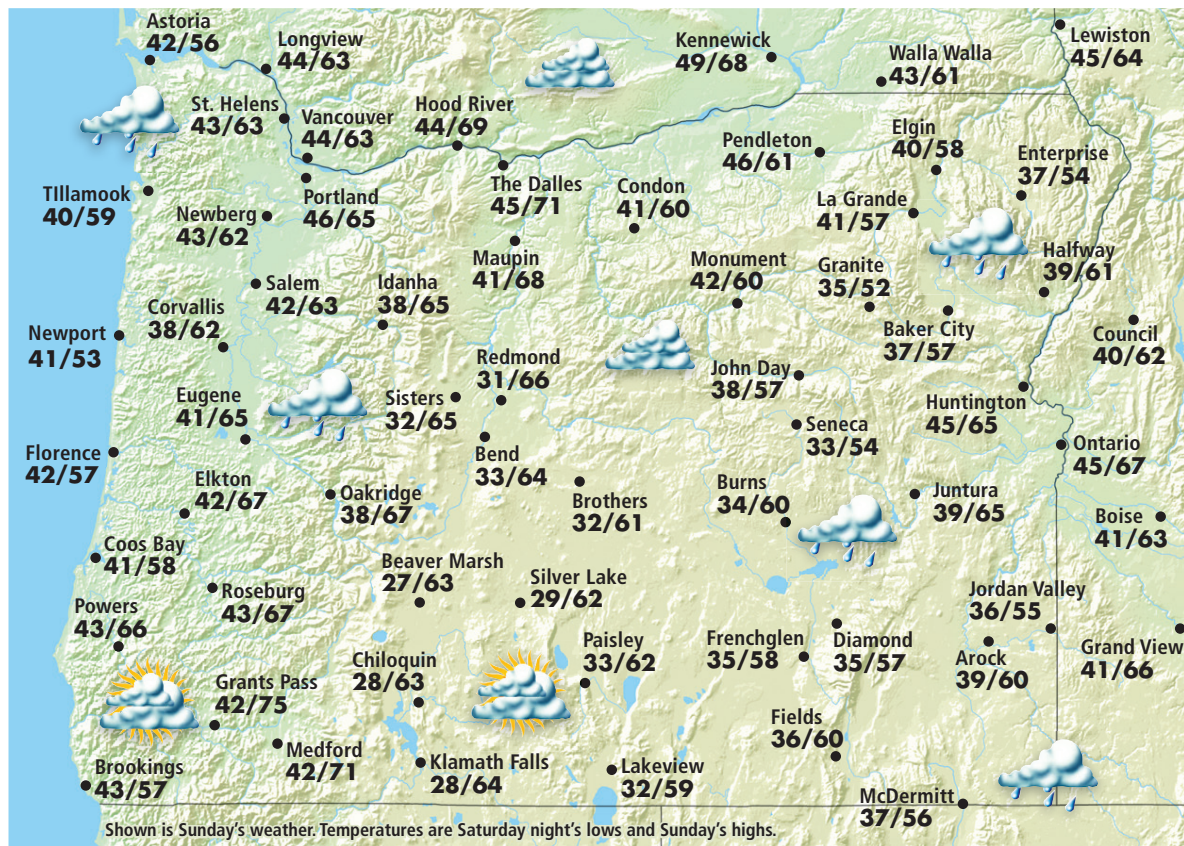 Astoria
42/56
Longview
44/63
Kennewick
49/68
Walla Walla
43/61
Lewiston
45/64
St. Helens
43/63
Vancouver
44/63
Hood River
44/69
Pendleton
46/61
Elgin
40/58
Enterprise
37/54
TIllamook
40/59
Newberg
43/62
Portland
46/65
The Dalles
45/71
Condon
41/60
La Grande
41/57
Maupin
41/68
Monument
42/60
Granite
35/52
Halfway
39/61
Salem
42/63
Idanha
38/65
Corvallis
38/62
Newport
41/53
Baker City
37/57
Council
40/62
Redmond
31/66
John Day
38/57
Eugene
41/65
Sisters
32/65
Huntington
45/65
Seneca
33/54
Florence
42/57
Bend
33/64
Ontario
45/67
Elkton
42/67
Oakridge
38/67
Brothers
32/61
Burns
34/60
Juntura
39/65
Boise
41/63
Coos Bay
41/58
Beaver Marsh
27/63
Silver Lake
29/62
Roseburg
43/67
Jordan Valley
36/55
Powers
43/66
Paisley
33/62
Frenchglen
35/58
Diamond
35/57
Arock
39/60
Grand View
41/66
Chiloquin
28/63
Grants Pass
42/75
Fields
36/60
Medford
42/71
Klamath Falls
28/64
Lakeview
32/59
Brookings
43/57
McDermitt
37/56
Shown is Sunday's weather. Temperatures are Saturday night's lows and Sunday's highs.